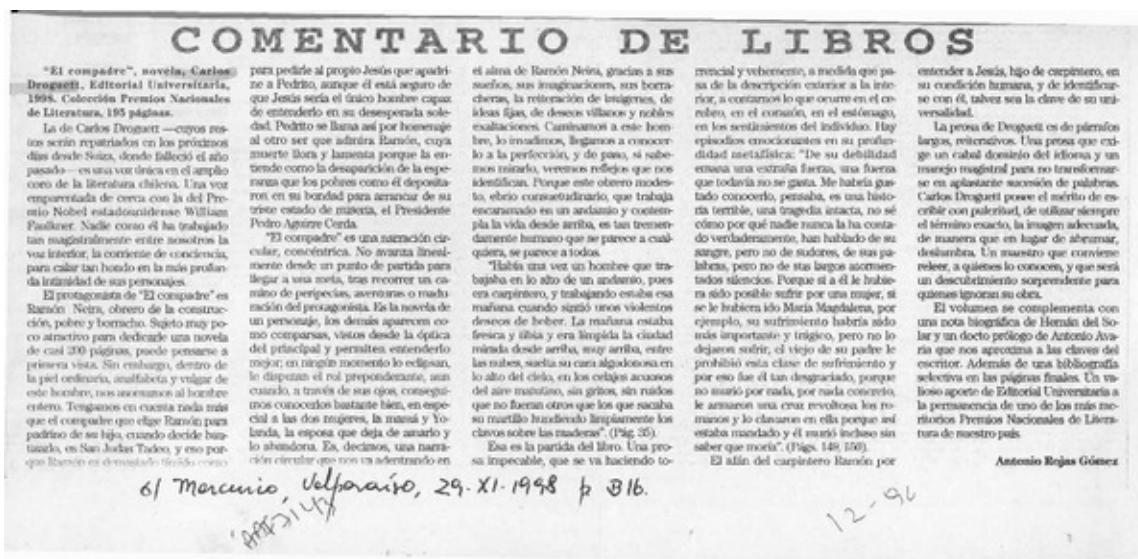 COMENTARIO DE LIBROS
"El compadre", novela, Carlos
Droguett, Editorial Universitaria,
1998. Colección Premios Nacionales
de Literatura, 195 páginas.
La de Carlos Droguett —cuyos res-
tos serán repatriados en los próximos
días desde Suiza, donde falleció el año
pasado— es una voz única en el amplio
coro de la literatura chilena. Una voz
emparentada de cerca con la del Pre-
mio Nobel estadounidense William
Faulkner. Nadie como él ha trabajado
tan magistralmente entre nosotros la
voz interior, la corriente de conciencia,
para calar tan hondo en la más profun-
da intimidad de sus personajes.
El protagonista de "El compadre" es
Ramón Neira, obrero de la construc-
ción, pobre y borracho. Sujeto muy po-
co atractivo para dedicarle una novela
de casi 200 páginas, puede pensarse a
primera vista. Sin embargo, dentro de
la piel ordinaria, analfabeta y vulgar de
este hombre, nos asomamos al hombre
entero. Tengamos en cuenta nada más
que el compadre que elige Ramón para
padrino de su hijo, cuando decide bau-
tizarlo, es San Judas Tadeo, y eso por-
que Ramón es demasiado tímido como
para pedirle al propio Jesús que apadri-
ne a Pedrito, aunque él está seguro de
que Jesús sería el único hombre capaz
de entenderlo en su desesperada sole-
dad. Pedrito se llama así por homenaje
al otro ser que admira Ramón, cuya
muerte llora y lamenta porque la en-
tiende como la desaparición de la espe-
ranza que los pobres como él deposita-
ron en su bondad para arrancar de su
triste estado de miseria, el Presidente
Pedro Aguirre Cerda.
"El compadre" es una narración cir-
cular, concéntrica. No avanza lineal-
mente desde un punto de partida para
llegar a una meta, tras recorrer un ca-
mino de peripecias, aventuras o madu-
ración del protagonista. Es la novela de
un personaje, los demás aparecen co-
mo comparsas, vistos desde la óptica
del principal y permiten entenderlo
mejor; en ningún momento lo eclipsan,
le disputan el rol preponderante, aun
cuando, a través de sus ojos, consegui-
mos conocerlos bastante bien, en espe-
cial a las dos mujeres, la mamá y Yo-
landa, la esposa que deja de amarlo y
lo abandona. Es, decimos, una narra-
ción circular que nos va adentrando en
el alma de Ramón Neira, gracias a sus
sueños, sus imaginaciones, sus borra-
cheras, la reiteración de imágenes, de
ideas fijas, de deseos villanos y nobles
exaltaciones. Caminamos a este hom-
bre, lo invadimos, llegamos a conocer-
lo a la perfección, y de paso, si sabe-
mos mirarlo, veremos reflejos que nos
identifican. Porque este obrero modes-
to, ebrio consuetudinario, que trabaja
encaramado en un andamio y contem-
pla la vida desde arriba, es tan tremen-
damente humano que se parece a cual-
quiera, se parece a todos.
"Había una vez un hombre que tra-
bajaba en lo alto de un andamio, pues
era carpintero, y trabajando estaba esa
mañana cuando sintió unos violentos
deseos de beber. La mañana estaba
fresca y tibia y era límpida la ciudad
mirada desde arriba, muy arriba, entre
las nubes, suelta su cara algodonosa en
lo alto del cielo, en los celajes acuosos
del aire matutino, sin gritos, sin ruidos
que no fueran otros que los que sacaba
su martillo hundiendo limpiamente los
clavos sobre las maderas". (Pág. 35).
Esa es la partida del libro. Una pro-
sa impecable, que se va haciendo to-
rrencial y vehemente, a medida que pa-
sa de la descripción exterior a la inte-
rior, a contarnos lo que ocurre en el ce-
rebro, en el corazón, en el estómago,
en los sentimientos del individuo. Hay
episodios emocionantes en su profun-
didad metafísica: "De su debilidad
emana una extraña fuerza, una fuerza
que todavía no se gasta. Me habría gus-
tado conocerlo, pensaba, es una histo-
ria terrible, una tragedia intacta, no sé
cómo por qué nadie nunca la ha conta-
do verdaderamente, han hablado de su
sangre, pero no de sudores, de sus pa-
labras, pero no de sus largos atormen-
tados silencios. Porque si a él le hubie-
ra sido posible sufrir por una mujer, si
se le hubiera ido María Magdalena, por
ejemplo, su sufrimiento habría sido
más importante y trágico, pero no lo
dejaron sufrir, el viejo de su padre le
prohibió esta clase de sufrimiento y
por eso fue él tan desgraciado, porque
no murió por nada, por nada concreto,
le armaron una cruz revoltosa los ro-
manos y lo clavaron en ella porque así
estaba mandado y él murió incluso sin
saber que moría". (Págs. 149, 150).
El afán del carpintero Ramón por
entender a Jesús, hijo de carpintero, en
su condición humana, y de identificar-
se con él, talvez sea la clave de su uni-
versalidad.
La prosa de Droguett es de párrafos
largos, reiterativos. Una prosa que exi-
ge un cabal dominio del idioma y un
manejo magistral para no transformar-
se en aplastante sucesión de palabras.
Carlos Droguett posee el mérito de es-
cribir con pulcritud, de utilizar siempre
el término exacto, la imagen adecuada,
de manera que en lugar de abrumar,
deslumbra. Un maestro que conviene
releer, a quienes lo conocen, y que será
un descubrimiento sorprendente para
quienes ignoran su obra.
El volumen se complementa con
una nota biográfica de Hernán del So-
lar y un docto prólogo de Antonio Ava-
ria que nos aproxima a las claves del
escritor. Además de una bibliografía
selectiva en las páginas finales. Un va-
lioso aporte de Editorial Universitaria a
la permanencia de uno de los más me-
ritorios Premios Nacionales de Litera-
tura de nuestro país.
Antonio Rojas Gómez
El Mercurio, Valparaíso, 29-XI-1998 p B16.
12-96